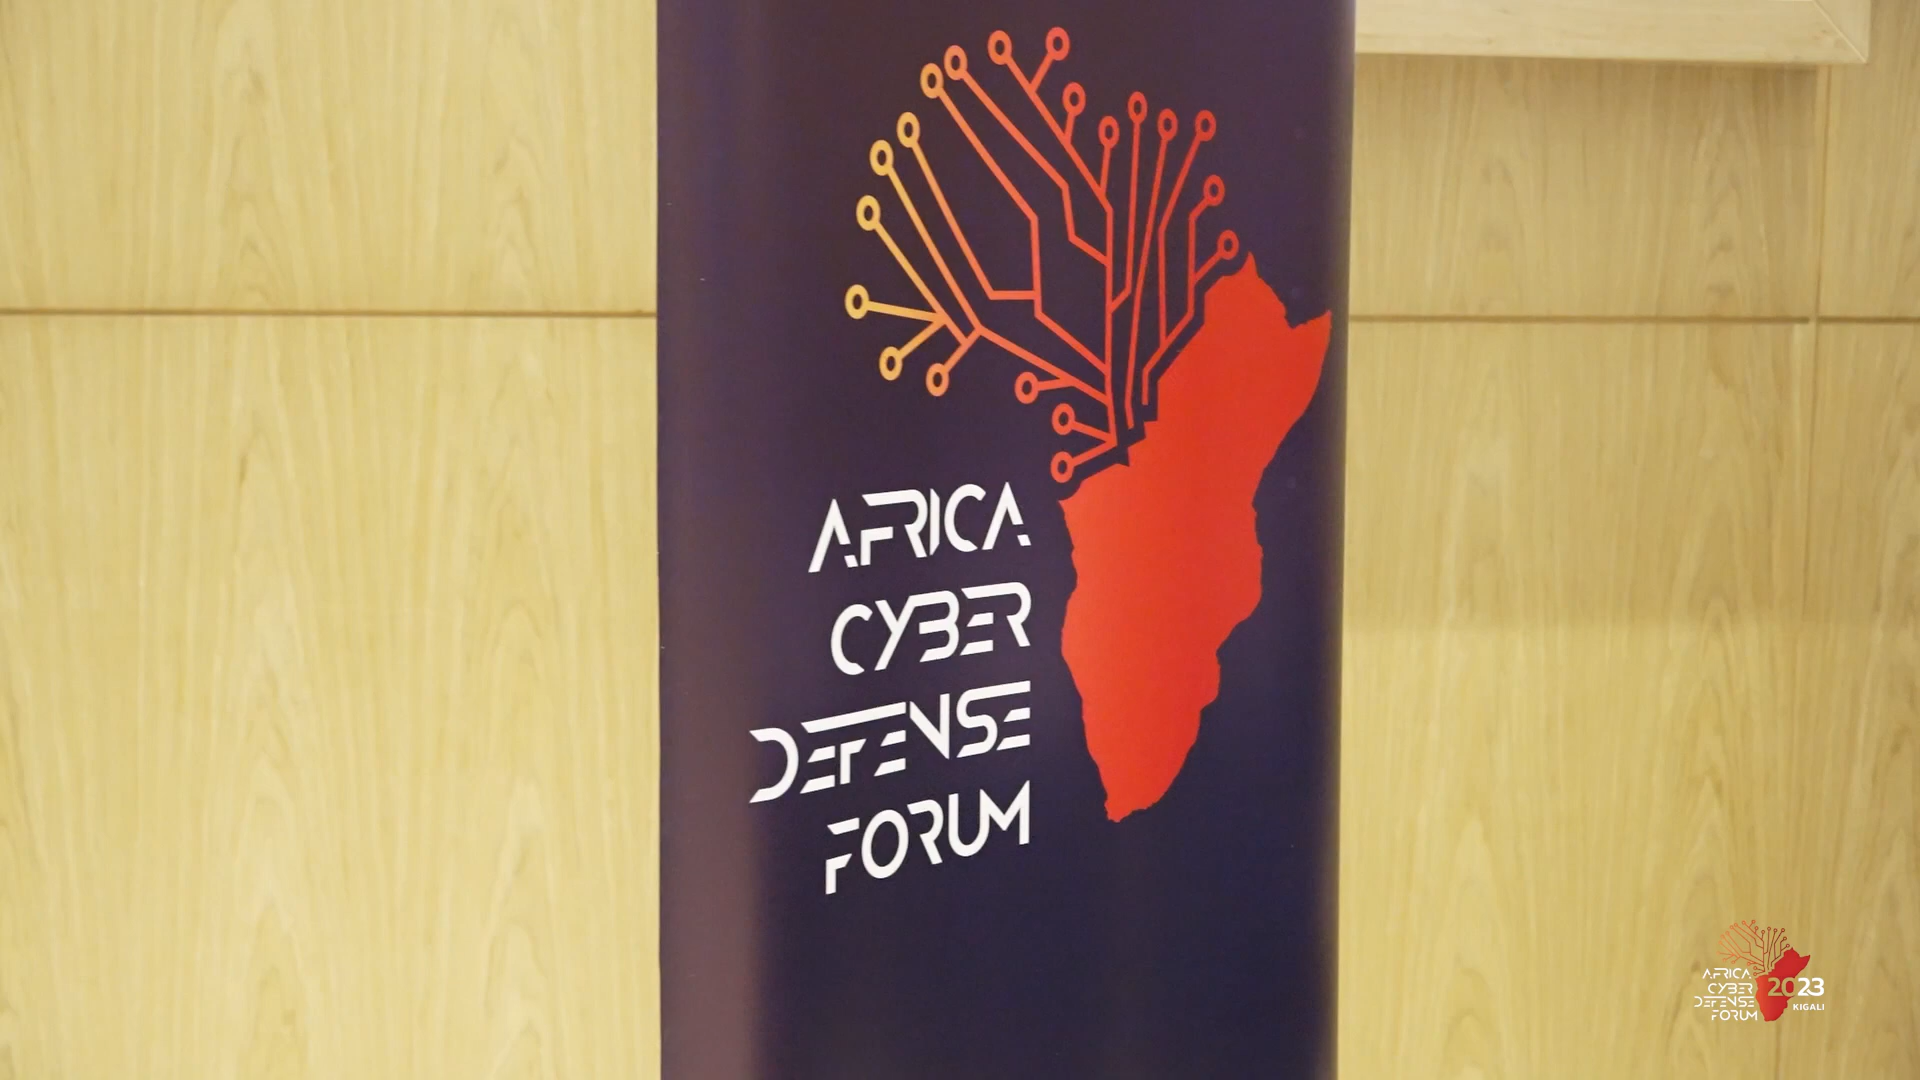 AFRICA
CYBER
DEFENSE
FORUM
AFRICA
CYBER
DEFENSE
FORUM
2023
KIGALI